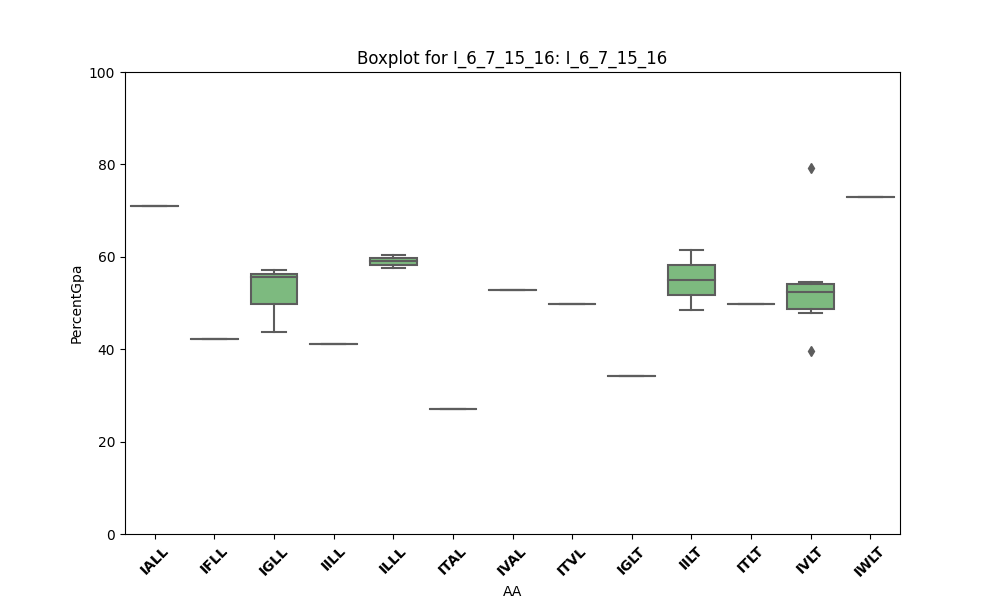 Boxplot for I_6_7_15_16: I_6_7_15_16
100
80
60
40
20
0
PercentGpa
IALL
IFLL
IGLL
IILL
ILLL
ITAL
IVAL
ITVL
IGLT
IILT
ITLT
IVLT
IWLT
AA